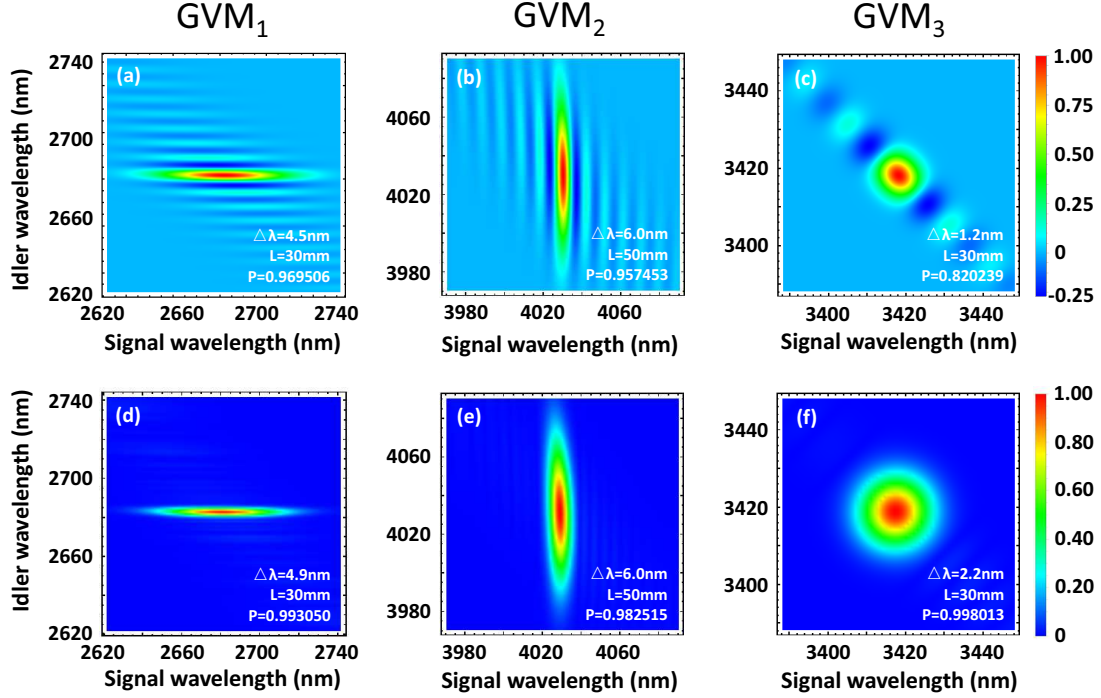 GVM₁ GVM₂ GVM₃
(a) (b) (c)
Idler wavelength (nm)
2740
2700
2660
2620
4060
4020
3980
3440
3420
3400
1.00
0.75
0.50
0.25
0
-0.25
△λ=4.5nm
L=30mm
P=0.969506
△λ=6.0nm
L=50mm
P=0.957453
△λ=1.2nm
L=30mm
P=0.820239
2620 2660 2700 2740
3980 4020 4060
3400 3420 3440
Signal wavelength (nm) Signal wavelength (nm) Signal wavelength (nm)
(d) (e) (f)
Idler wavelength (nm)
2740
2700
2660
2620
4060
4020
3980
3440
3420
3400
1.00
0.80
0.60
0.40
0.20
0
△λ=4.9nm
L=30mm
P=0.993050
△λ=6.0nm
L=50mm
P=0.982515
△λ=2.2nm
L=30mm
P=0.998013
2620 2660 2700 2740
3980 4020 4060
3400 3420 3440
Signal wavelength (nm) Signal wavelength (nm) Signal wavelength (nm)